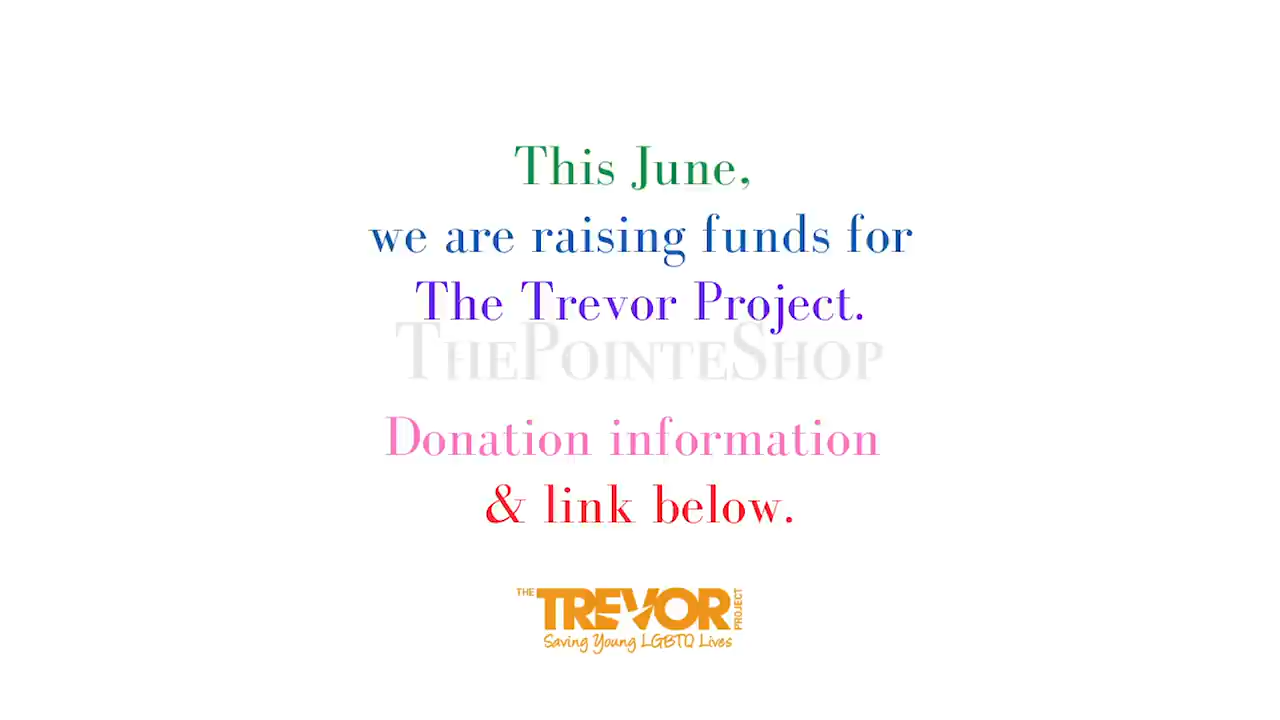 This June,
we are raising funds for
The Trevor Project.
THEPOINTESHOP
Donation information
& link below.
THE TREVOR PROJECT
Saving Young LGBTQ Lives